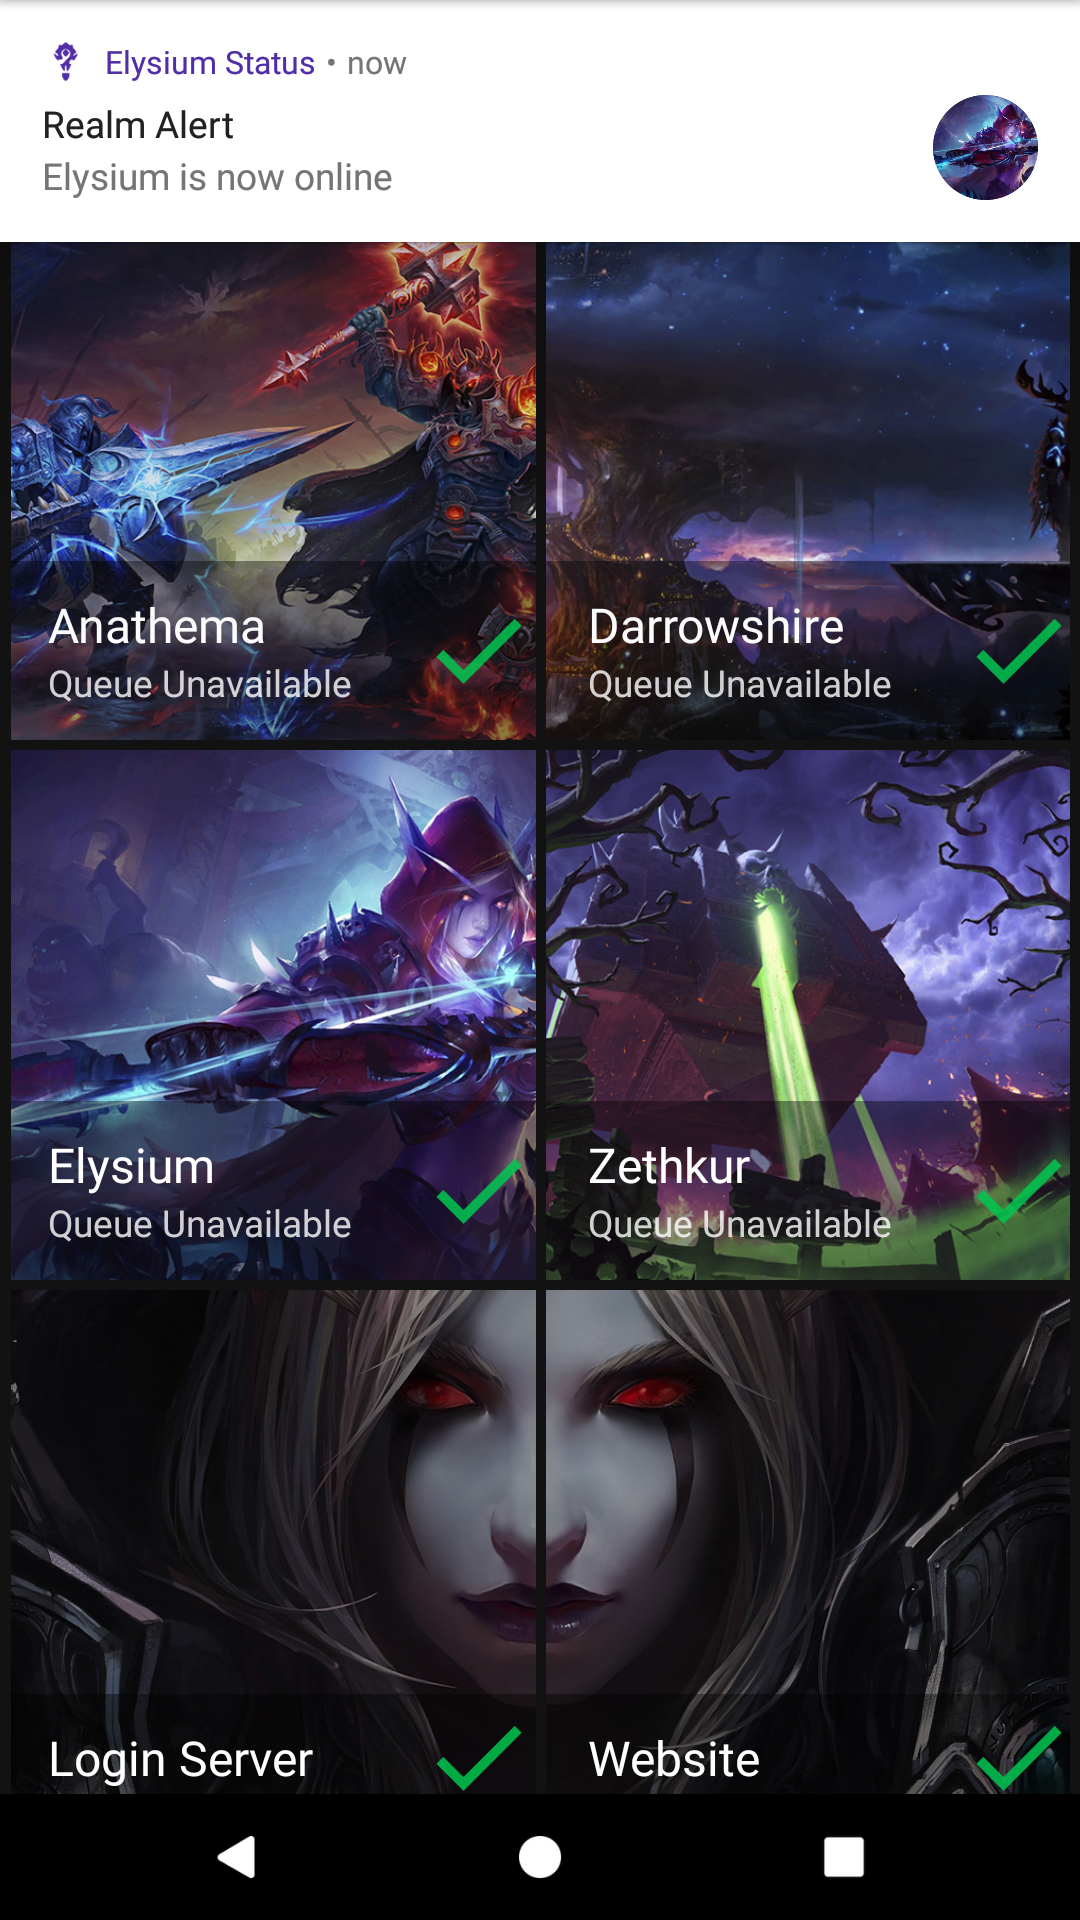 Elysium Status • now
Realm Alert
Elysium is now online
Anathema
Queue Unavailable
Darrowshire
Queue Unavailable
Elysium
Queue Unavailable
Zethkur
Queue Unavailable
Login Server
Website